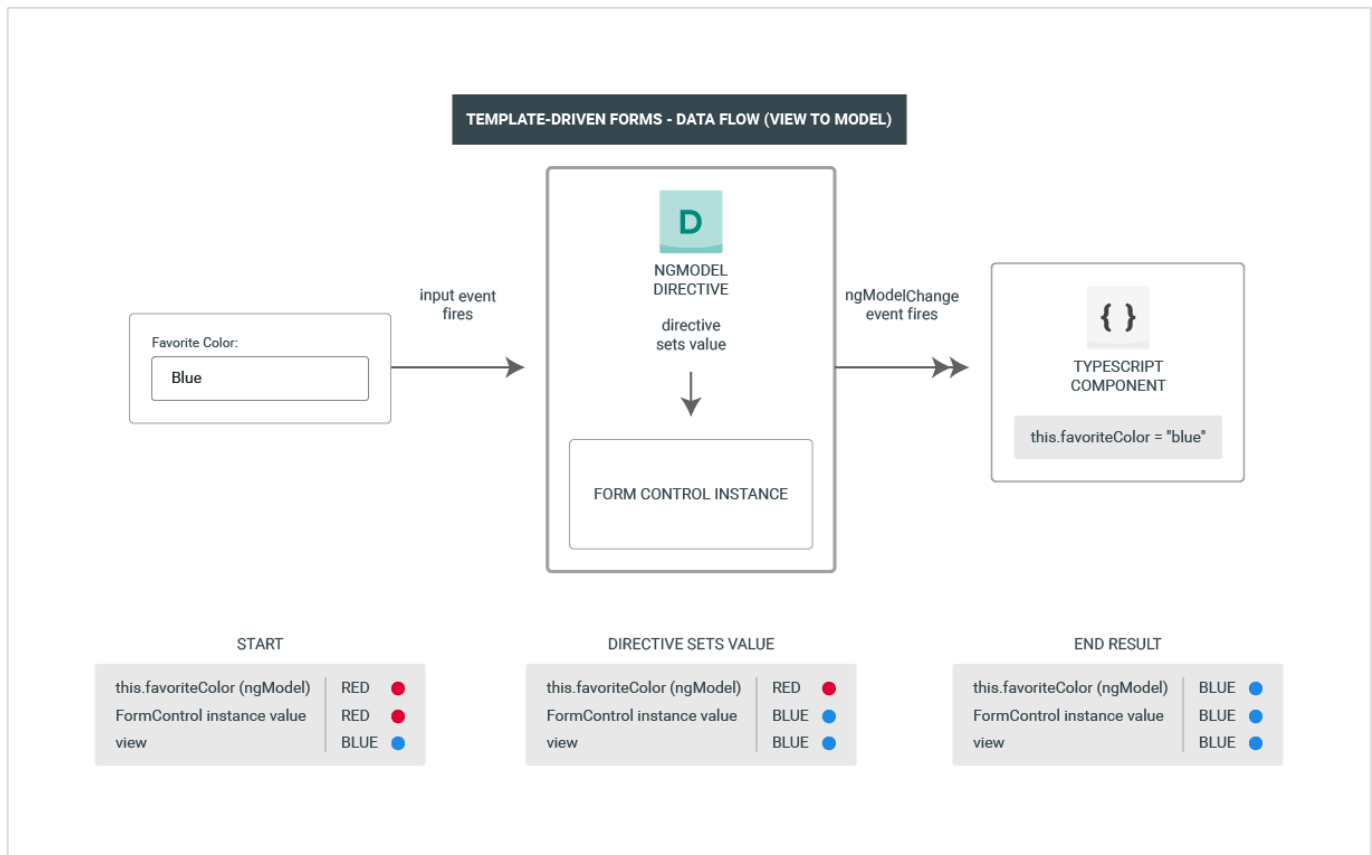 TEMPLATE-DRIVEN FORMS - DATA FLOW (VIEW TO MODEL)
Favorite Color:
Blue
input event
fires
D
NGMODEL
DIRECTIVE
directive
sets value
FORM CONTROL INSTANCE
ngModelChange
event fires
{ }
TYPESCRIPT
COMPONENT
this.favoriteColor = "blue"
START
this.favoriteColor (ngModel) RED
FormControl instance value RED
view BLUE
DIRECTIVE SETS VALUE
this.favoriteColor (ngModel) RED
FormControl instance value BLUE
view BLUE
END RESULT
this.favoriteColor (ngModel) BLUE
FormControl instance value BLUE
view BLUE